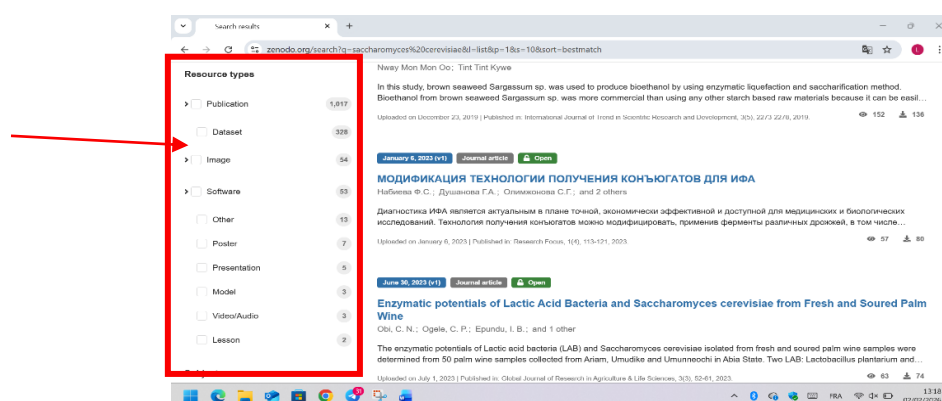 Search results
zenodo.org/search?q=saccharomyces%20cerevisiae&l=list&p=1&s=10&sort=bestmatch
Resource types
Publication 1,017
Dataset 328
Image 54
Software 53
Other 13
Poster 7
Presentation 5
Model 3
Video/Audio 3
Lesson 2
Nway Mon Mon Oo; Tint Tint Kywe
In this study, brown seaweed Sargassum sp. was used to produce bioethanol by using enzymatic liquefaction and saccharification method.
Bioethanol from brown seaweed Sargassum sp. was more commercial than using any other starch based raw materials because it can be easil...
Uploaded on December 23, 2019 | Published in: International Journal of Trend in Scientific Research and Development, 3(5), 2273-2278, 2019.
152 136
January 6, 2023 (v1) Journal article Open
МОДИФИКАЦИЯ ТЕХНОЛОГИИ ПОЛУЧЕНИЯ КОНЪЮГАТОВ ДЛЯ ИФА
Набиева Ф.С.; Душанова Г.А.; Олимжонова С.Г.; and 2 others
Диагностика ИФА является актуальным в плане точной, экономически эффективной и доступной для медицинских и биологических
исследований. Технология получения конъюгатов можно модифицировать, применив ферменты различных дрожжей, в том числе...
Uploaded on January 6, 2023 | Published in: Research Focus, 1(4), 113-121, 2023
57 80
June 30, 2023 (v1) Journal article Open
Enzymatic potentials of Lactic Acid Bacteria and Saccharomyces cerevisiae from Fresh and Soured Palm
Wine
Obi, C. N.; Ogele, C. P.; Epundu, I. B.; and 1 other
The enzymatic potentials of Lactic acid bacteria (LAB) and Saccharomyces cerevisiae isolated from fresh and soured palm wine samples were
determined from 50 palm wine samples collected from Ariam, Umudike and Umunneochi in Abia State. Two LAB: Lactobacillus plantarium and...
Uploaded on July 1, 2023 | Published in: Global Journal of Research in Agriculture & Life Sciences, 3(3), 52-61, 2023.
63 74
FRA
13:18